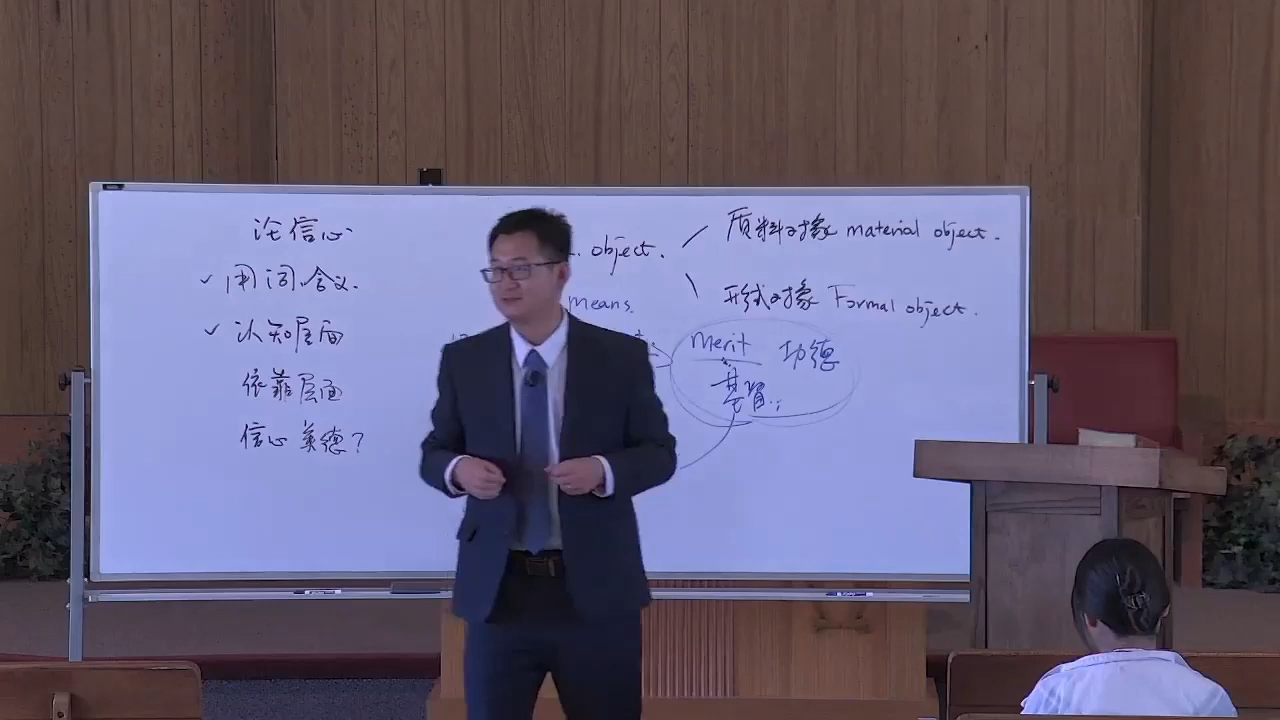 论信心
✓ 用词含义.
✓ 认知层面
依靠层面
信心 美德?
object.
means.
质料对象 material object.
形式对象 Formal object.
merit 功德
基督